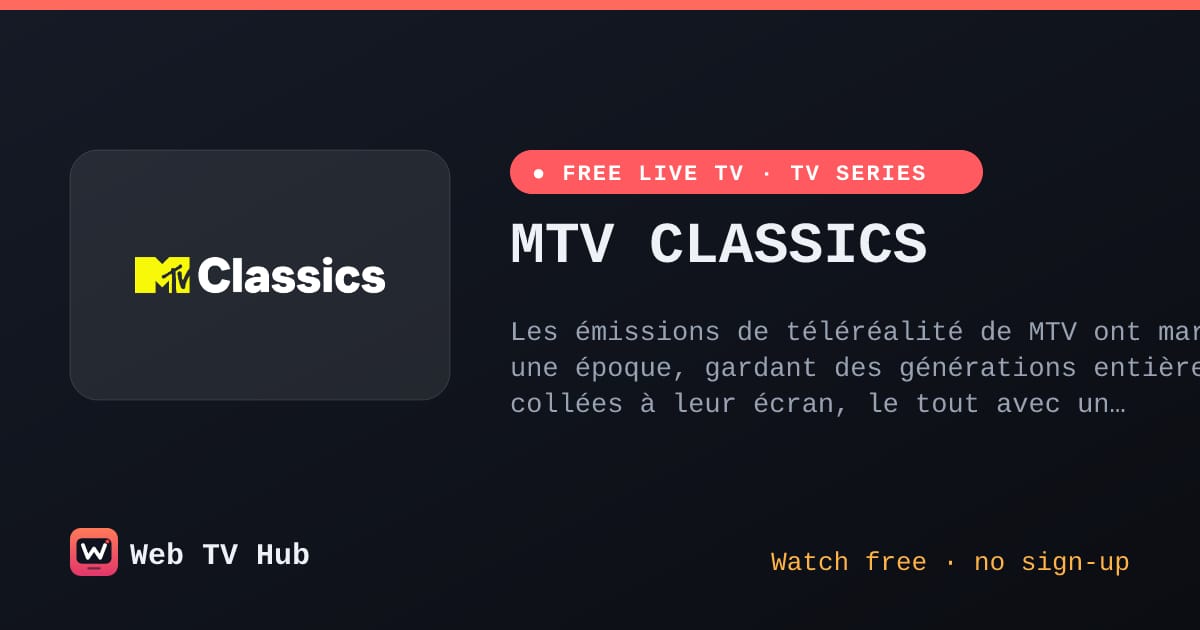 MTV Classics
● FREE LIVE TV · TV SERIES
MTV CLASSICS
Les émissions de téléréalité de MTV ont mar
une époque, gardant des générations entière
collées à leur écran, le tout avec un…
W Web TV Hub
Watch free · no sign-up